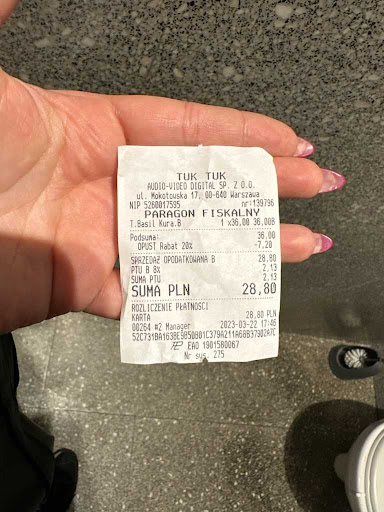 TUK TUK
AUDIO-VIDEO DIGITAL SP. Z O.O.
ul. Mokotowska 17, 00-640 Warszawa
NIP 5260017595 nr:139796
PARAGON FISKALNY
T.Basil Kura.B 1 x36,00 36,00B
Podsuma: 36,00
OPUST Rabat 20% -7,20
SPRZEDAŻ OPODATKOWANA B 28,80
PTU B 8% 2,13
SUMA PTU 2,13
SUMA PLN 28,80
ROZLICZENIE PŁATNOŚCI
KARTA 28,80 PLN
00264 #2 Manager 2023-03-22 17:46
EAD 1901580067
Nr sys. 275